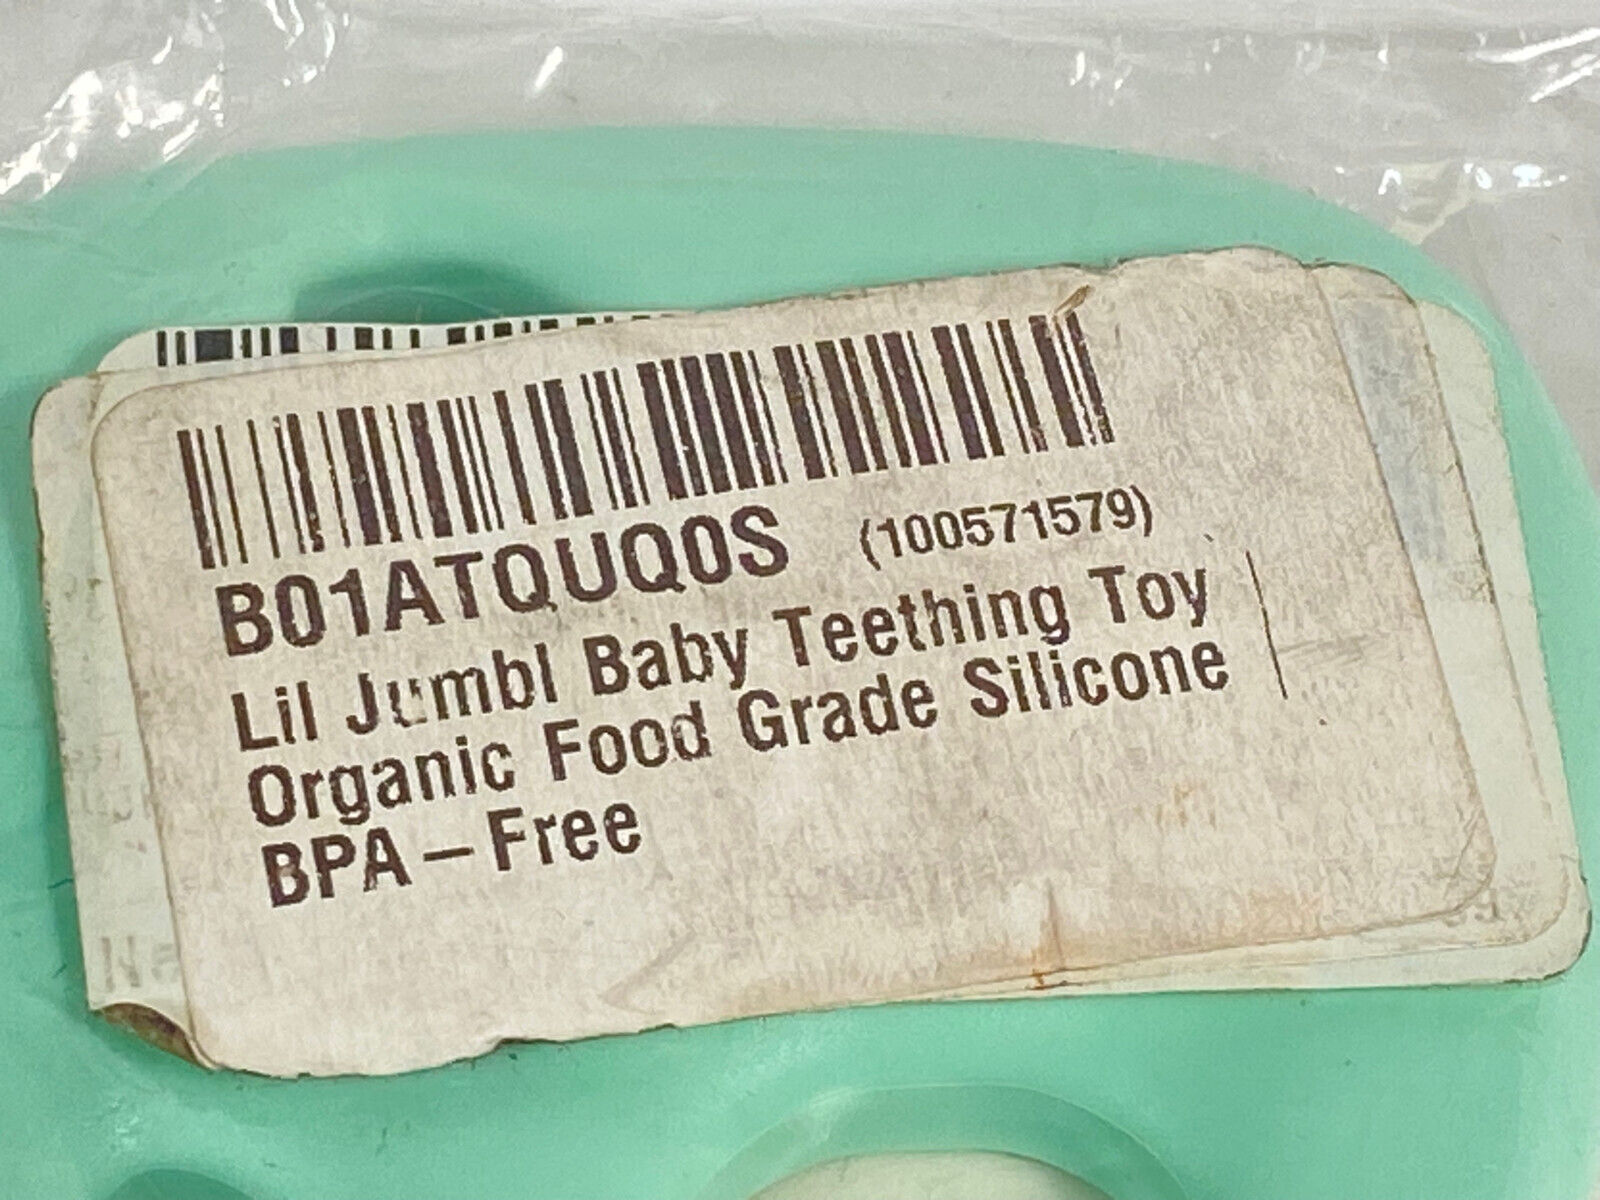 B01ATQUQ0S (100571579)
Lil Jumbl Baby Teething Toy
Organic Food Grade Silicone
BPA – Free